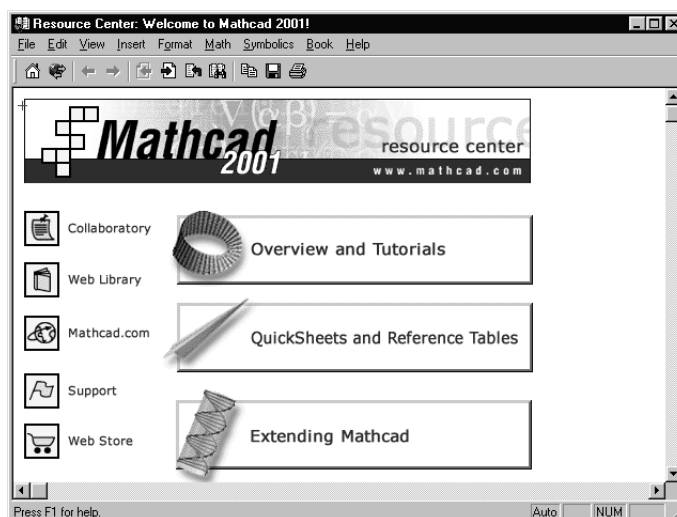 Resource Center: Welcome to Mathcad 2001!
File Edit View Insert Format Math Symbolics Book Help
Mathcad
2001
resource center
www.mathcad.com
Collaboratory
Overview and Tutorials
Web Library
Mathcad.com
QuickSheets and Reference Tables
Support
Web Store
Extending Mathcad
Press F1 for help.
Auto NUM